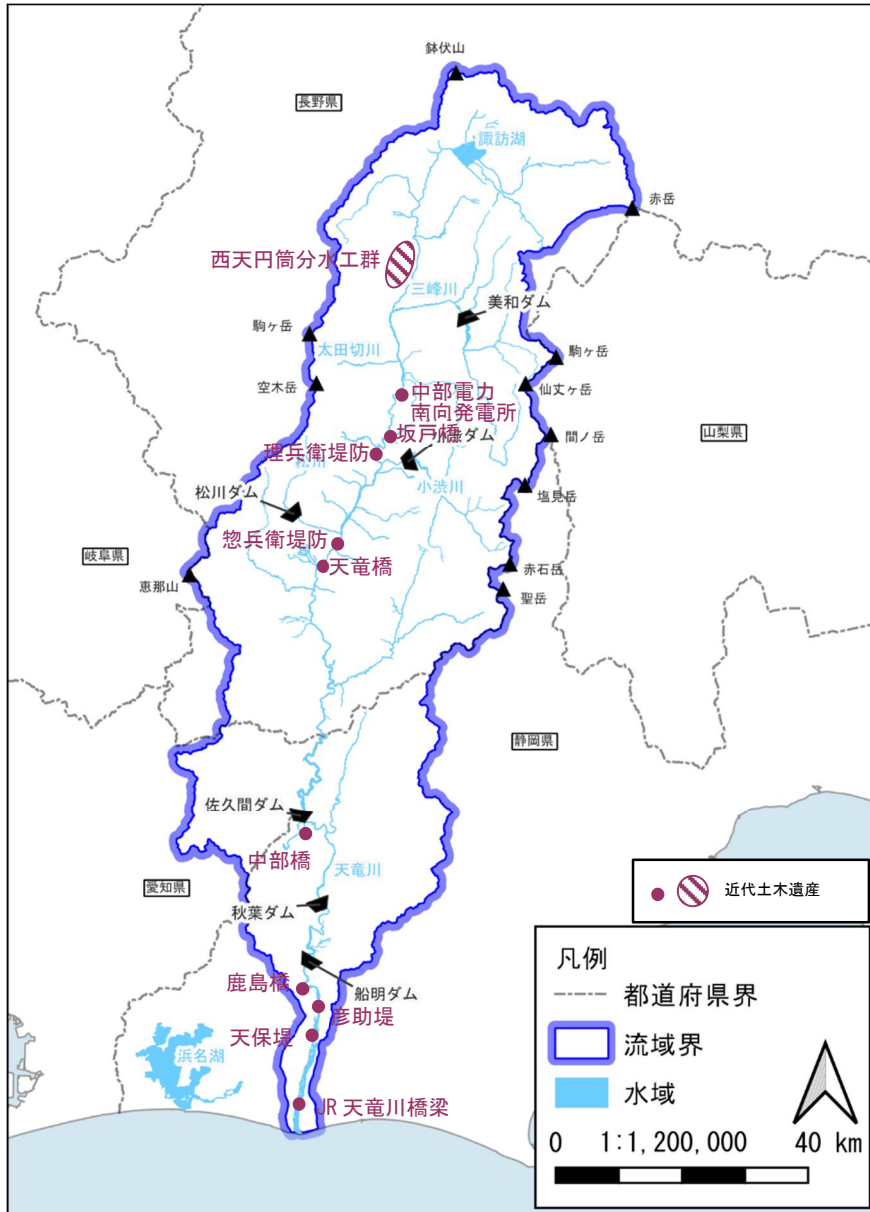 鉢伏山
長野県
諏訪湖
赤岳
西天円筒分水工群
三峰川
美和ダム
駒ヶ岳
太田切川
駒ヶ岳
空木岳
仙丈ヶ岳
中部電力
南向発電所
坂戸橋
小渋ダム
間ノ岳
山梨県
理兵衛堤防
松川
小渋川
塩見岳
松川ダム
惣兵衛堤防
岐阜県
天竜橋
赤石岳
恵那山
聖岳
静岡県
佐久間ダム
中部橋
天竜川
愛知県
秋葉ダム
近代土木遺産
船明ダム
鹿島橋
彦助堤
天保堤
浜名湖
JR 天竜川橋梁
凡例
都道府県界
流域界
水域
0 1:1,200,000 40 km